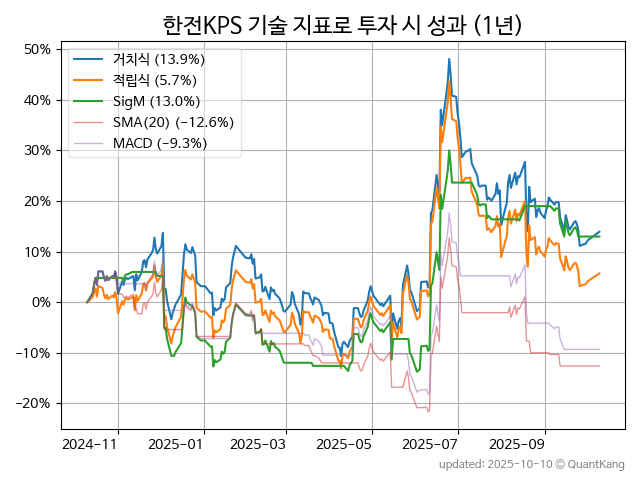 한전KPS 기술 지표로 투자 시 성과 (1년)
50%
40%
30%
20%
10%
0%
−10%
−20%
거치식 (13.9%)
적립식 (5.7%)
SigM (13.0%)
SMA(20) (−12.6%)
MACD (−9.3%)
2024-11
2025-01
2025-03
2025-05
2025-07
2025-09
updated: 2025-10-10 © QuantKang